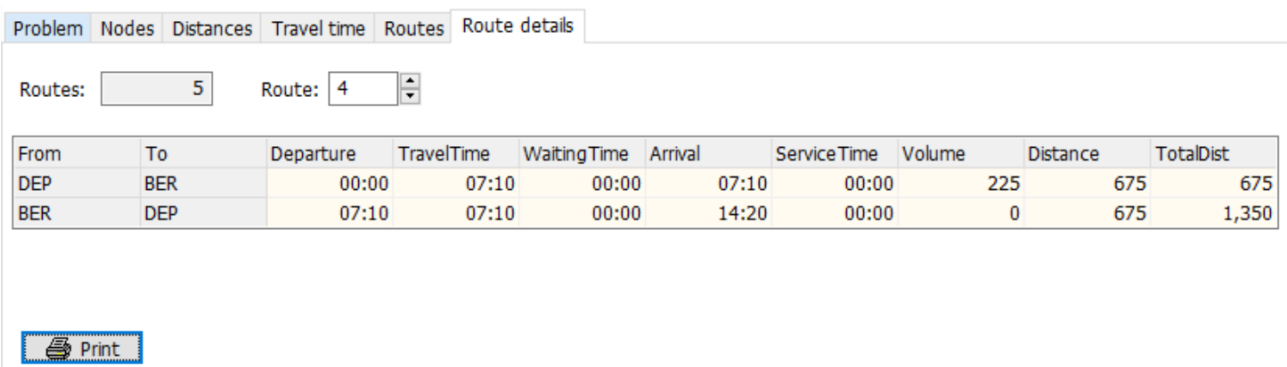 Problem Nodes Distances Travel time Routes Route details
Routes: 5 Route: 4
From To Departure TravelTime WaitingTime Arrival ServiceTime Volume Distance TotalDist
DEP BER 00:00 07:10 00:00 07:10 00:00 225 675 675
BER DEP 07:10 07:10 00:00 14:20 00:00 0 675 1,350
Print